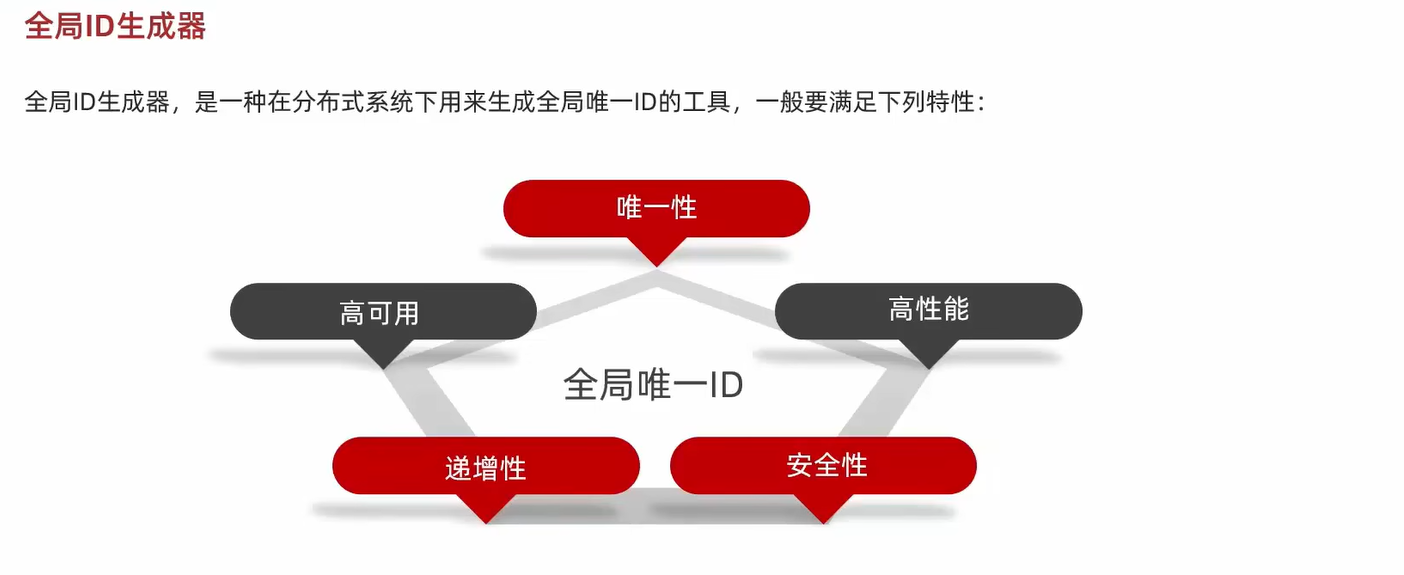 全局ID生成器
全局ID生成器，是一种在分布式系统下用来生成全局唯一ID的工具，一般要满足下列特性：
唯一性
高可用
高性能
全局唯一ID
递增性
安全性